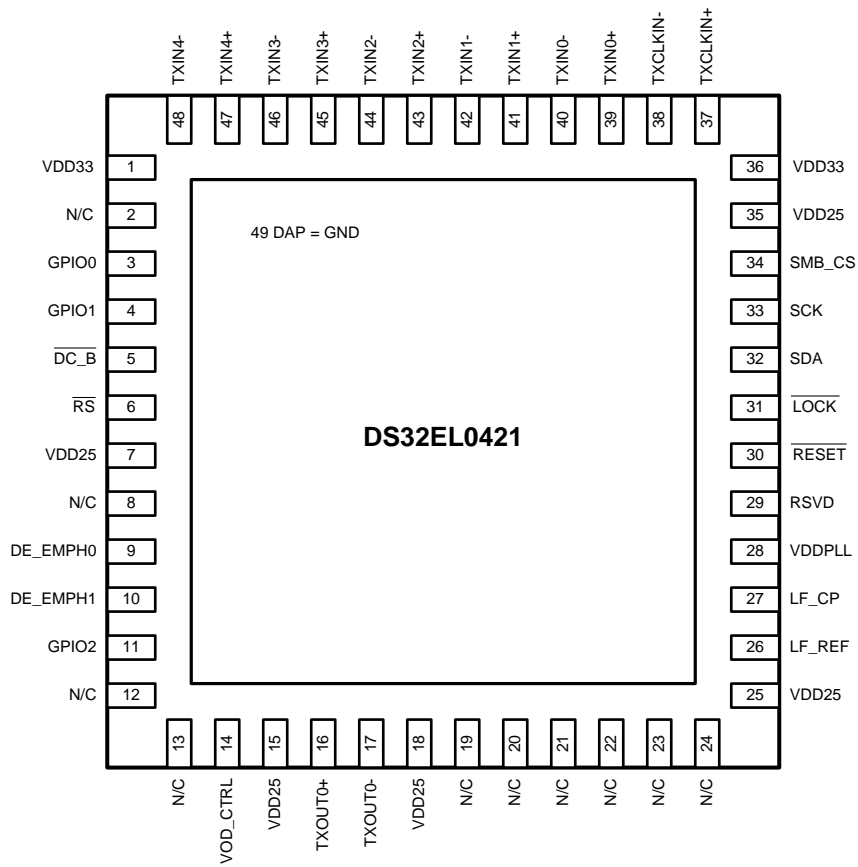 TXIN4-
TXIN4+
TXIN3-
TXIN3+
TXIN2-
TXIN2+
TXIN1-
TXIN1+
TXIN0-
TXIN0+
TXCLKIN-
TXCLKIN+
48
47
46
45
44
43
42
41
40
39
38
37
VDD33 1
N/C 2
GPIO0 3
GPIO1 4
DC_B 5
RS 6
VDD25 7
N/C 8
DE_EMPH0 9
DE_EMPH1 10
GPIO2 11
N/C 12
49 DAP = GND
DS32EL0421
36 VDD33
35 VDD25
34 SMB_CS
33 SCK
32 SDA
31 LOCK
30 RESET
29 RSVD
28 VDDPLL
27 LF_CP
26 LF_REF
25 VDD25
13
14
15
16
17
18
19
20
21
22
23
24
N/C
VOD_CTRL
VDD25
TXOUT0+
TXOUT0-
VDD25
N/C
N/C
N/C
N/C
N/C
N/C